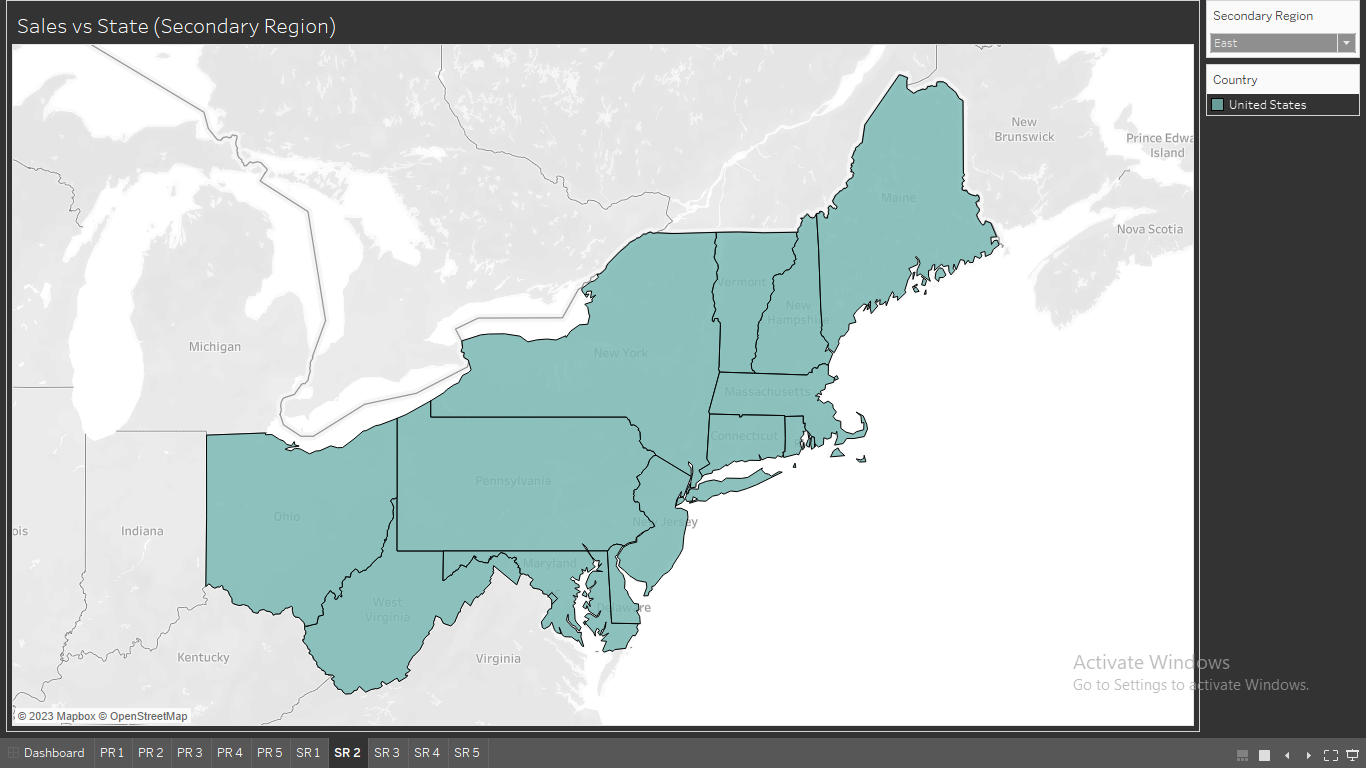 Sales vs State (Secondary Region)
Secondary Region
East
Country
United States
New
Brunswick
Prince Edwa
Island
Maine
Nova Scotia
Vermont
New
Hampshire
Michigan
New York
Massachusetts
Connecticut
Pennsylvania
Ohio
New Jersey
Indiana
ois
Maryland
West
Virginia
Delaware
Kentucky
Virginia
Activate Windows
Go to Settings to activate Windows.
© 2023 Mapbox © OpenStreetMap
Dashboard PR 1 PR 2 PR 3 PR 4 PR 5 SR 1 SR 2 SR 3 SR 4 SR 5